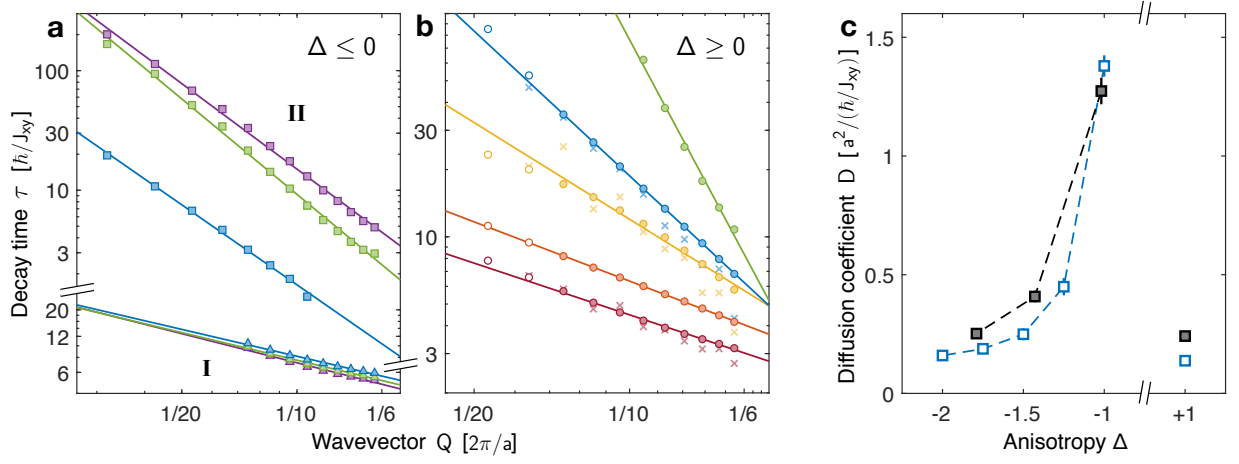 a
Δ ≤ 0
II
I
Decay time τ [ħ/Jxy]
100
30
10
3
20
12
6
1/20
1/10
1/6
b
Δ ≥ 0
30
10
3
1/20
1/10
1/6
Wavevector Q [2π/a]
c
Diffusion coefficient D [a²/(ħ/Jxy)]
1.5
1
0.5
0
-2
-1.5
-1
+1
Anisotropy Δ